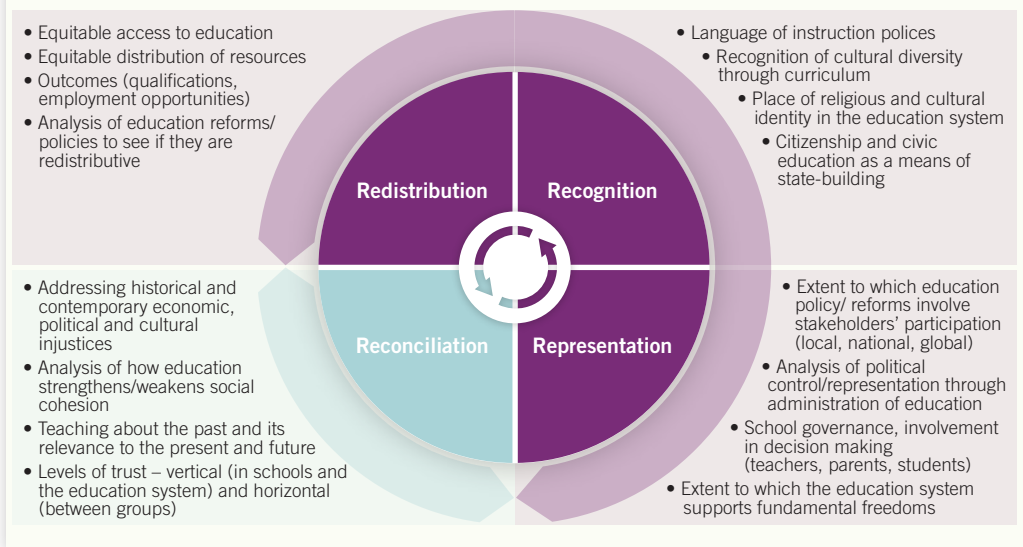 • Equitable access to education
• Equitable distribution of resources
• Outcomes (qualifications,
employment opportunities)
• Analysis of education reforms/
policies to see if they are
redistributive
• Language of instruction polices
• Recognition of cultural diversity
through curriculum
• Place of religious and cultural
identity in the education system
• Citizenship and civic
education as a means of
state-building
Redistribution
Recognition
Reconciliation
Representation
• Addressing historical and
contemporary economic,
political and cultural
injustices
• Analysis of how education
strengthens/weakens social
cohesion
• Teaching about the past and its
relevance to the present and future
• Levels of trust – vertical (in schools and
the education system) and horizontal
(between groups)
• Extent to which education
policy/ reforms involve
stakeholders’ participation
(local, national, global)
• Analysis of political
control/representation through
administration of education
• School governance, involvement
in decision making
(teachers, parents, students)
• Extent to which the education system
supports fundamental freedoms